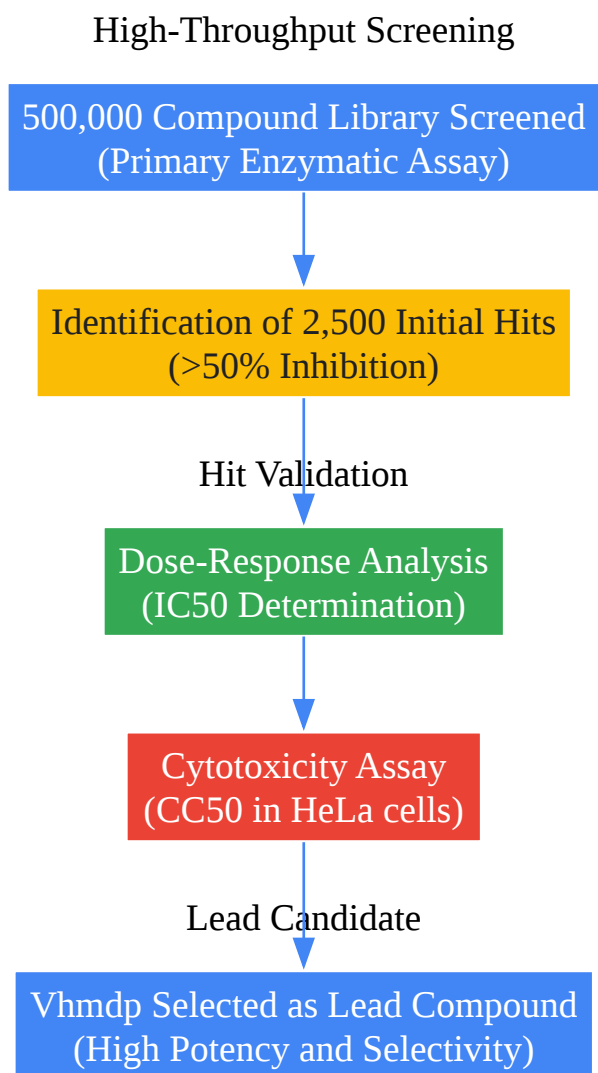 High-Throughput Screening
500,000 Compound Library Screened
(Primary Enzymatic Assay)
Identification of 2,500 Initial Hits
(>50% Inhibition)
Hit Validation
Dose-Response Analysis
(IC50 Determination)
Cytotoxicity Assay
(CC50 in HeLa cells)
Lead Candidate
Vhmdp Selected as Lead Compound
(High Potency and Selectivity)